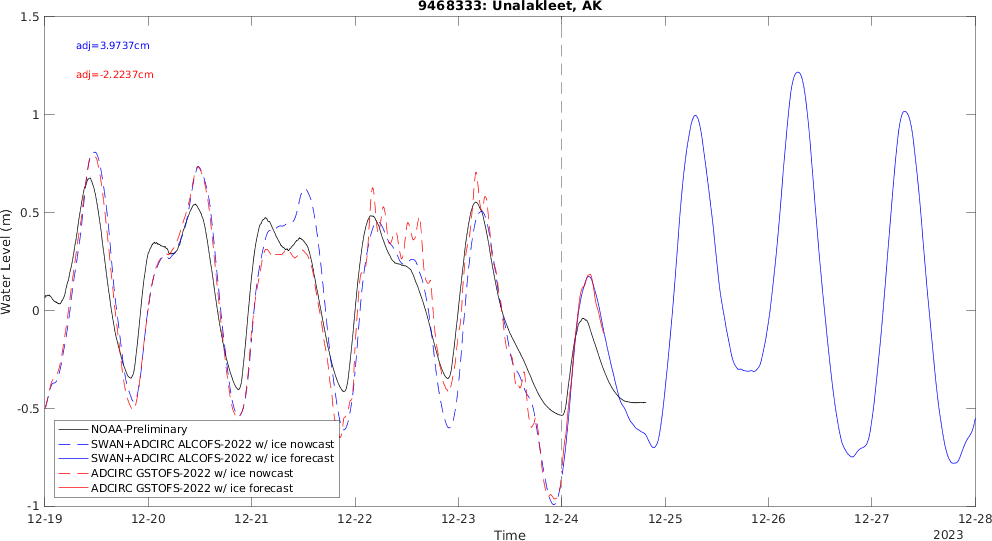 9468333: Unalakleet, AK
adj=3.9737cm
adj=-2.2237cm
Water Level (m)
1.5
1
0.5
0
-0.5
-1
NOAA-Preliminary
SWAN+ADCIRC ALCOFS-2022 w/ ice nowcast
SWAN+ADCIRC ALCOFS-2022 w/ ice forecast
ADCIRC GSTOFS-2022 w/ ice nowcast
ADCIRC GSTOFS-2022 w/ ice forecast
12-19 12-20 12-21 12-22 12-23 12-24 12-25 12-26 12-27 12-28
Time
2023